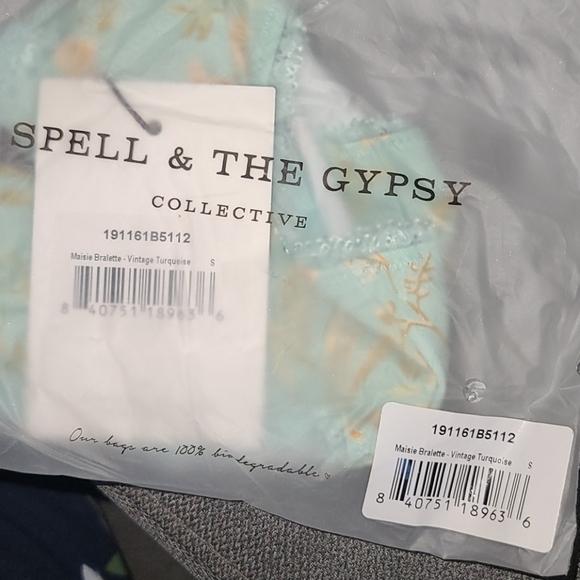 SPELL & THE GYPSY
COLLECTIVE
191161B5112
Maisie Bralette - Vintage Turquoise S
8 40751 18963 6
Our bags are 100% biodegradable ♡
191161B5112
Maisie Bralette - Vintage Turquoise S
8 40751 18963 6